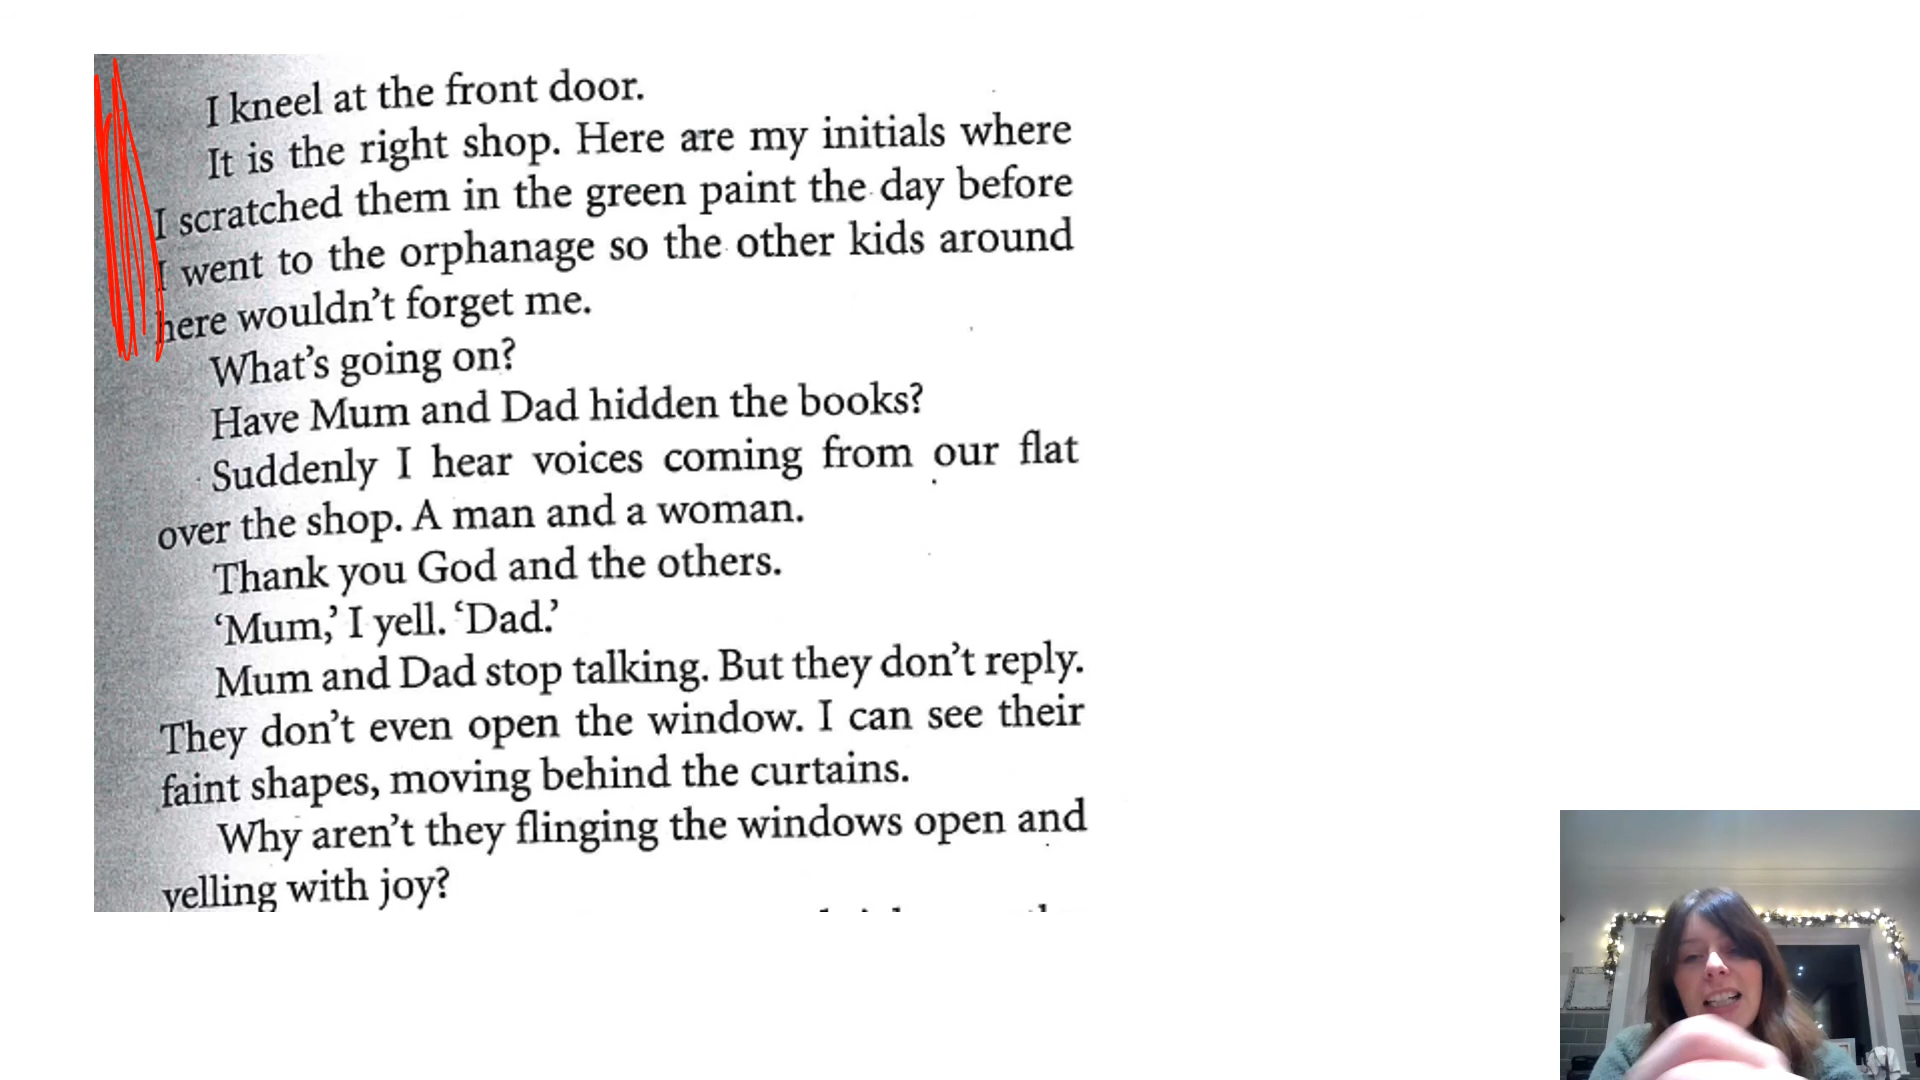 I kneel at the front door.
It is the right shop. Here are my initials where
I scratched them in the green paint the day before
I went to the orphanage so the other kids around
here wouldn’t forget me.
What’s going on?
Have Mum and Dad hidden the books?
Suddenly I hear voices coming from our flat
over the shop. A man and a woman.
Thank you God and the others.
‘Mum,’ I yell. ‘Dad.’
Mum and Dad stop talking. But they don’t reply.
They don’t even open the window. I can see their
faint shapes, moving behind the curtains.
Why aren’t they flinging the windows open and
yelling with joy?